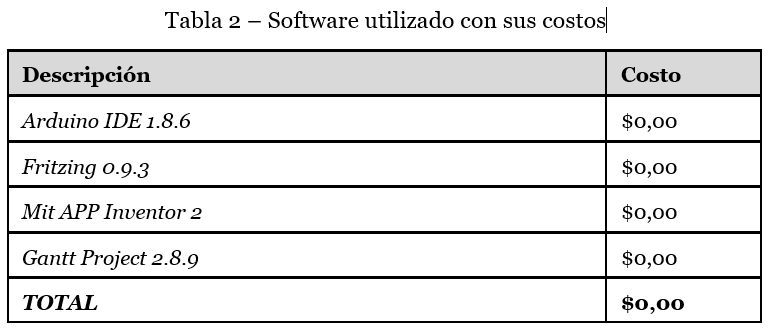 Tabla 2 – Software utilizado con sus costos
Descripción Costo
Arduino IDE 1.8.6 $0,00
Fritzing 0.9.3 $0,00
Mit APP Inventor 2 $0,00
Gantt Project 2.8.9 $0,00
TOTAL $0,00